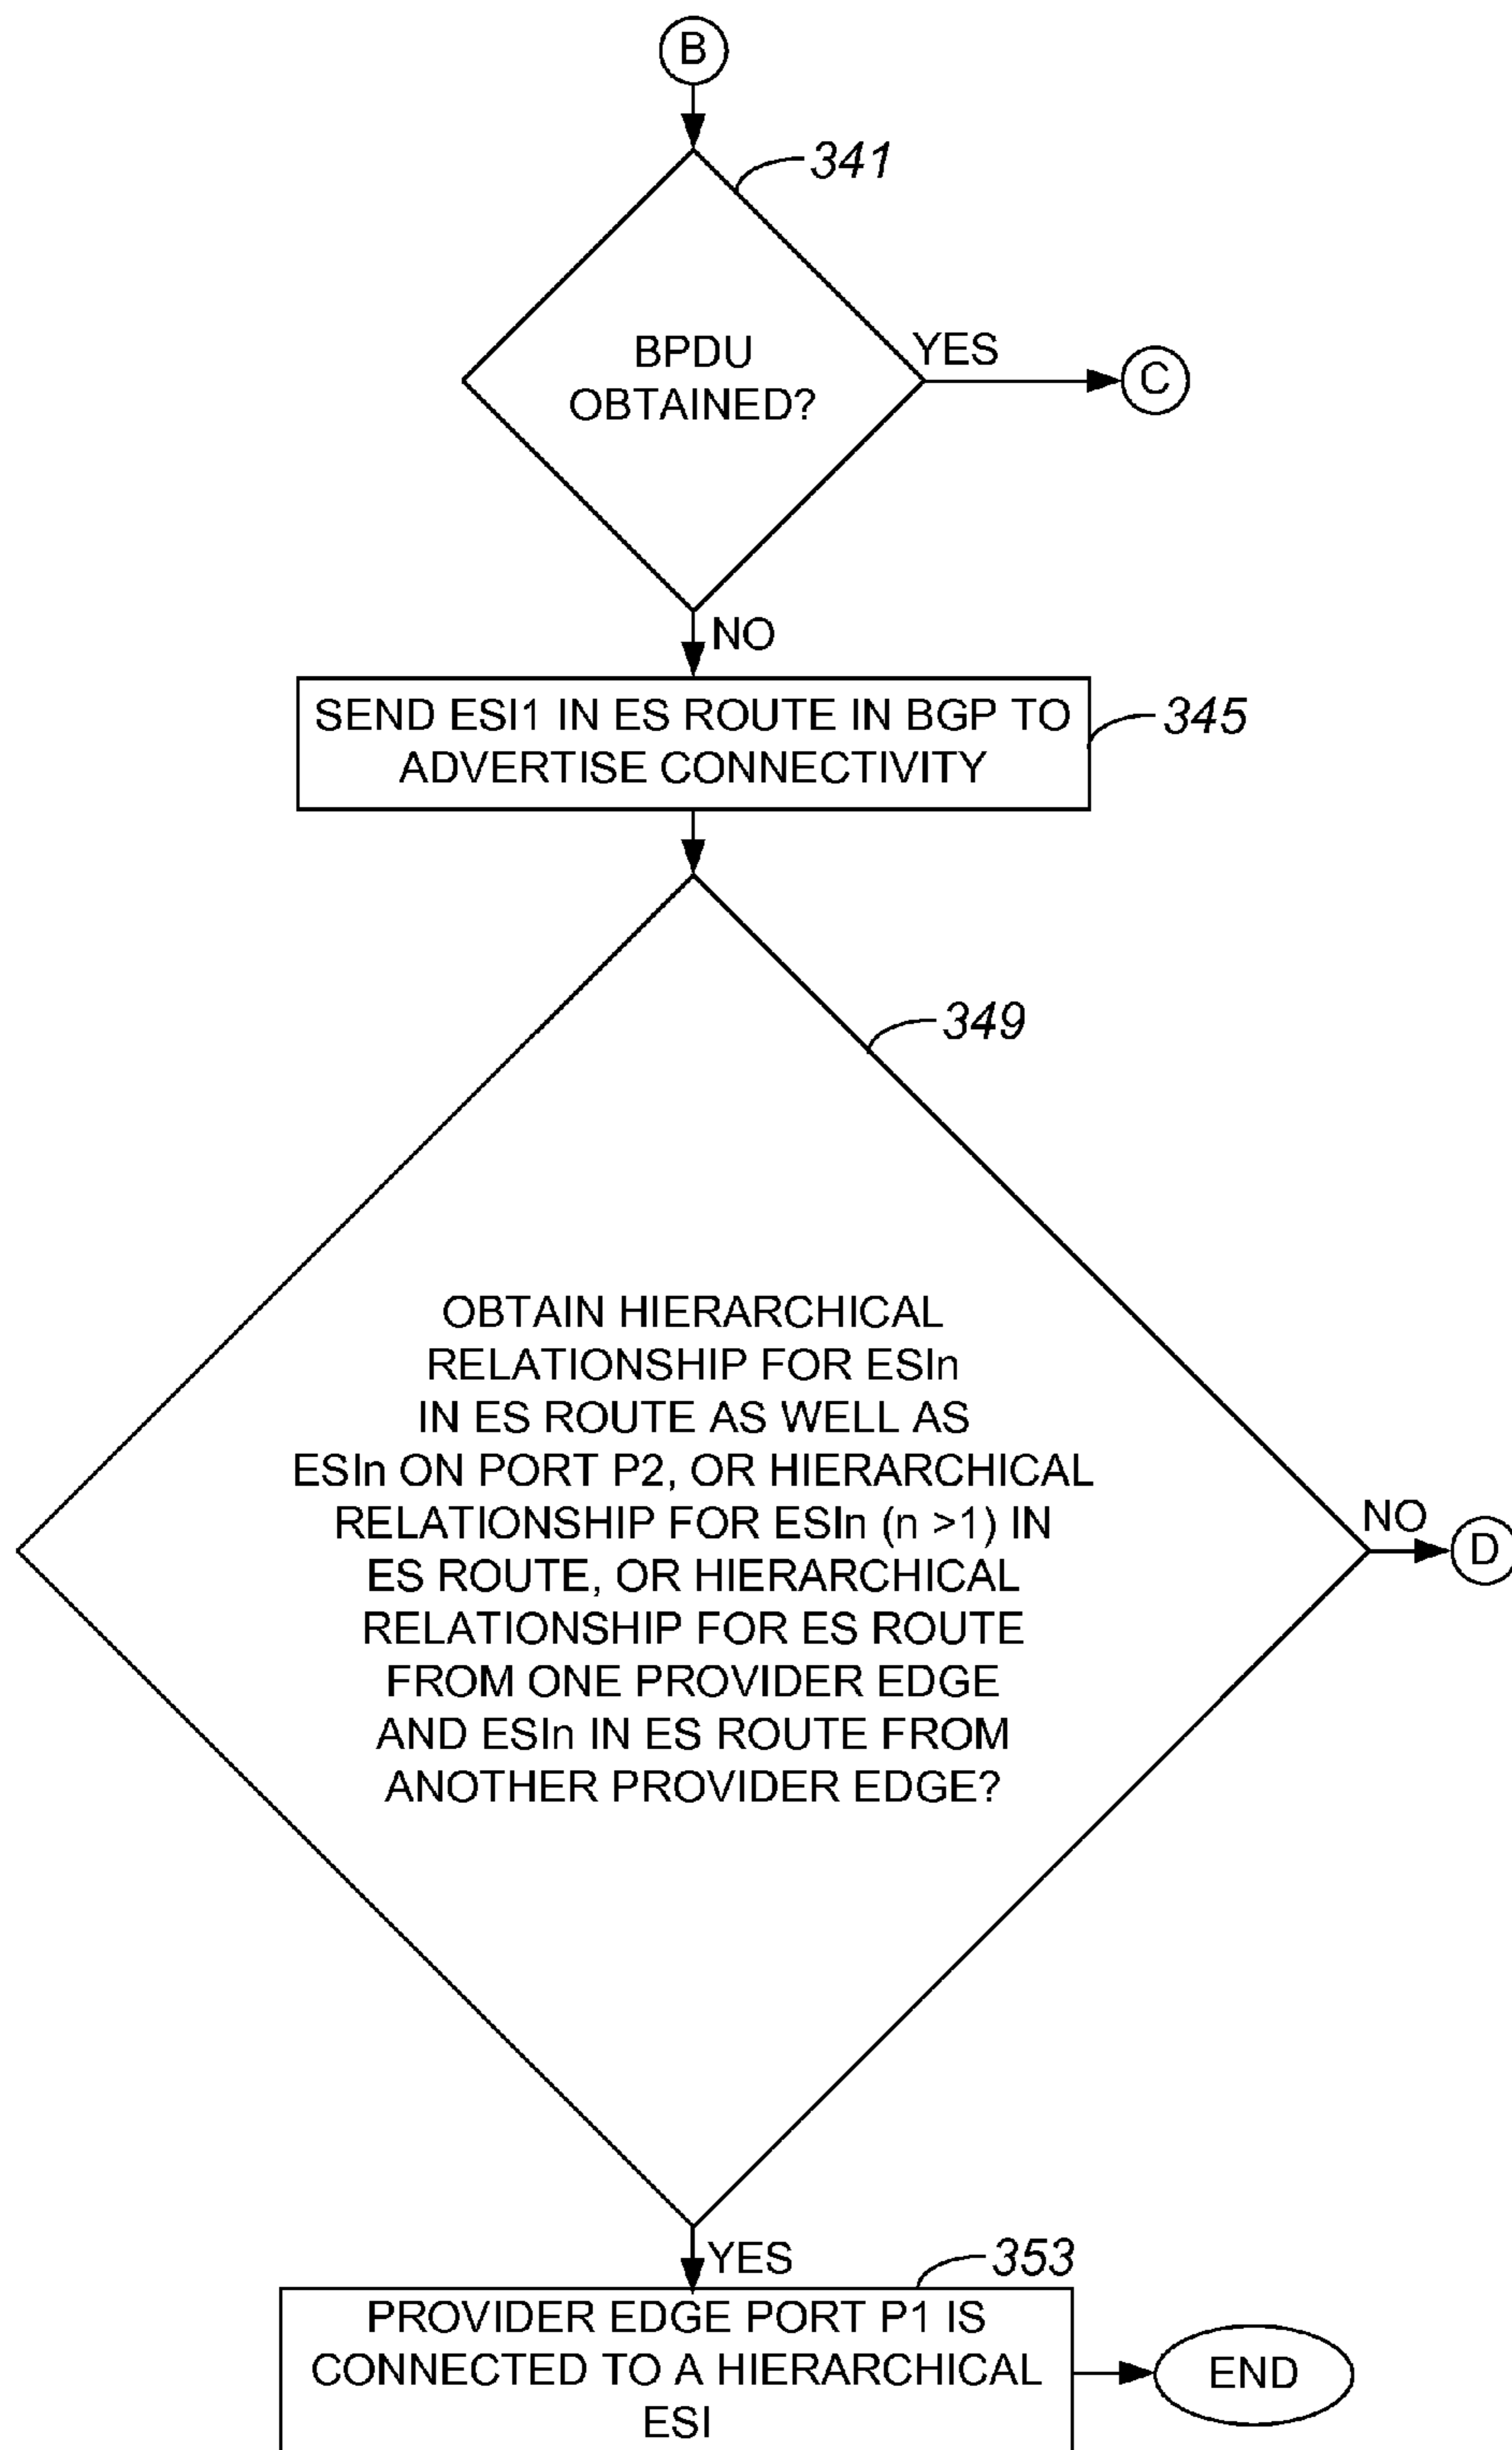 B
341
BPDU
OBTAINED?
YES
C
NO
SEND ESI1 IN ES ROUTE IN BGP TO
ADVERTISE CONNECTIVITY
345
349
OBTAIN HIERARCHICAL
RELATIONSHIP FOR ESIn
IN ES ROUTE AS WELL AS
ESIn ON PORT P2, OR HIERARCHICAL
RELATIONSHIP FOR ESIn (n >1) IN
ES ROUTE, OR HIERARCHICAL
RELATIONSHIP FOR ES ROUTE
FROM ONE PROVIDER EDGE
AND ESIn IN ES ROUTE FROM
ANOTHER PROVIDER EDGE?
NO
D
YES
353
PROVIDER EDGE PORT P1 IS
CONNECTED TO A HIERARCHICAL
ESI
END